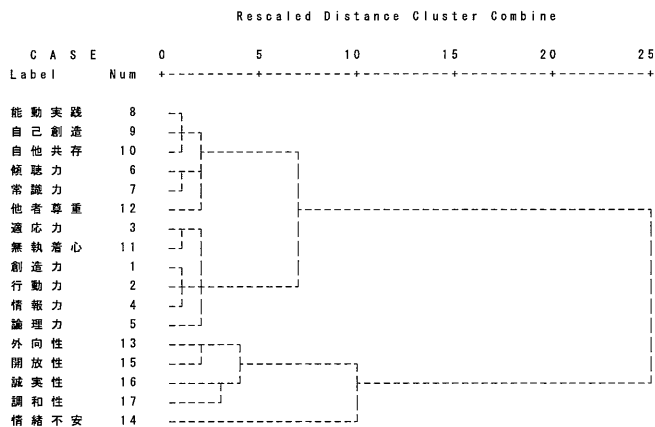 Rescaled Distance Cluster Combine
C A S E 0 5 10 15 20 25
Label Num +---------+---------+---------+---------+---------+
能動実践 8
自己創造 9
自他共存 10
傾聴力 6
常識力 7
他者尊重 12
適応力 3
無執着心 11
創造力 1
行動力 2
情報力 4
論理力 5
外向性 13
開放性 15
誠実性 16
調和性 17
情緒不安 14